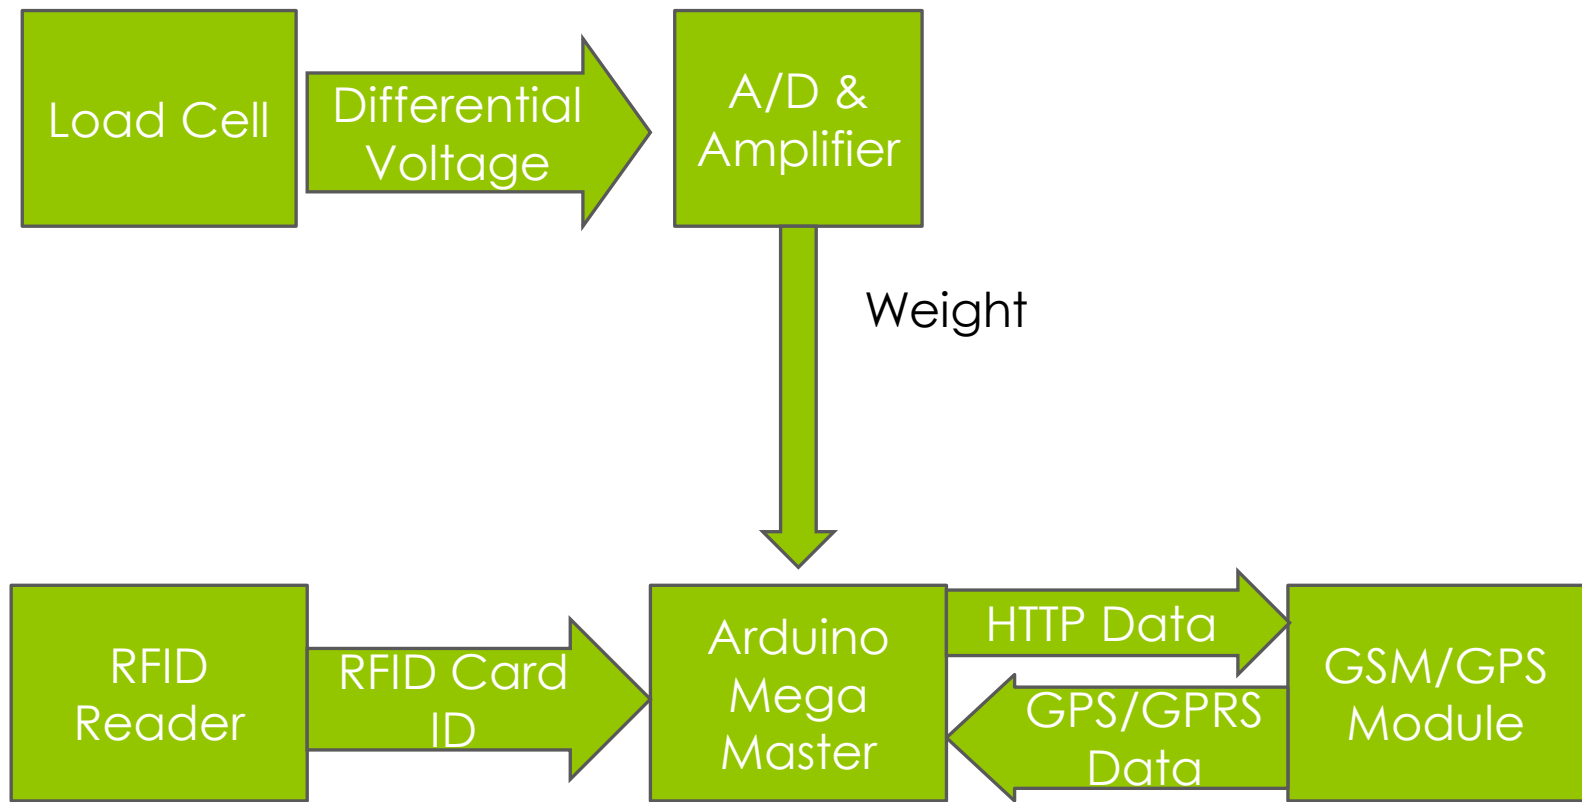 Load Cell
Differential
Voltage
A/D &
Amplifier
Weight
RFID
Reader
RFID Card
ID
Arduino
Mega
Master
HTTP Data
GPS/GPRS
Data
GSM/GPS
Module